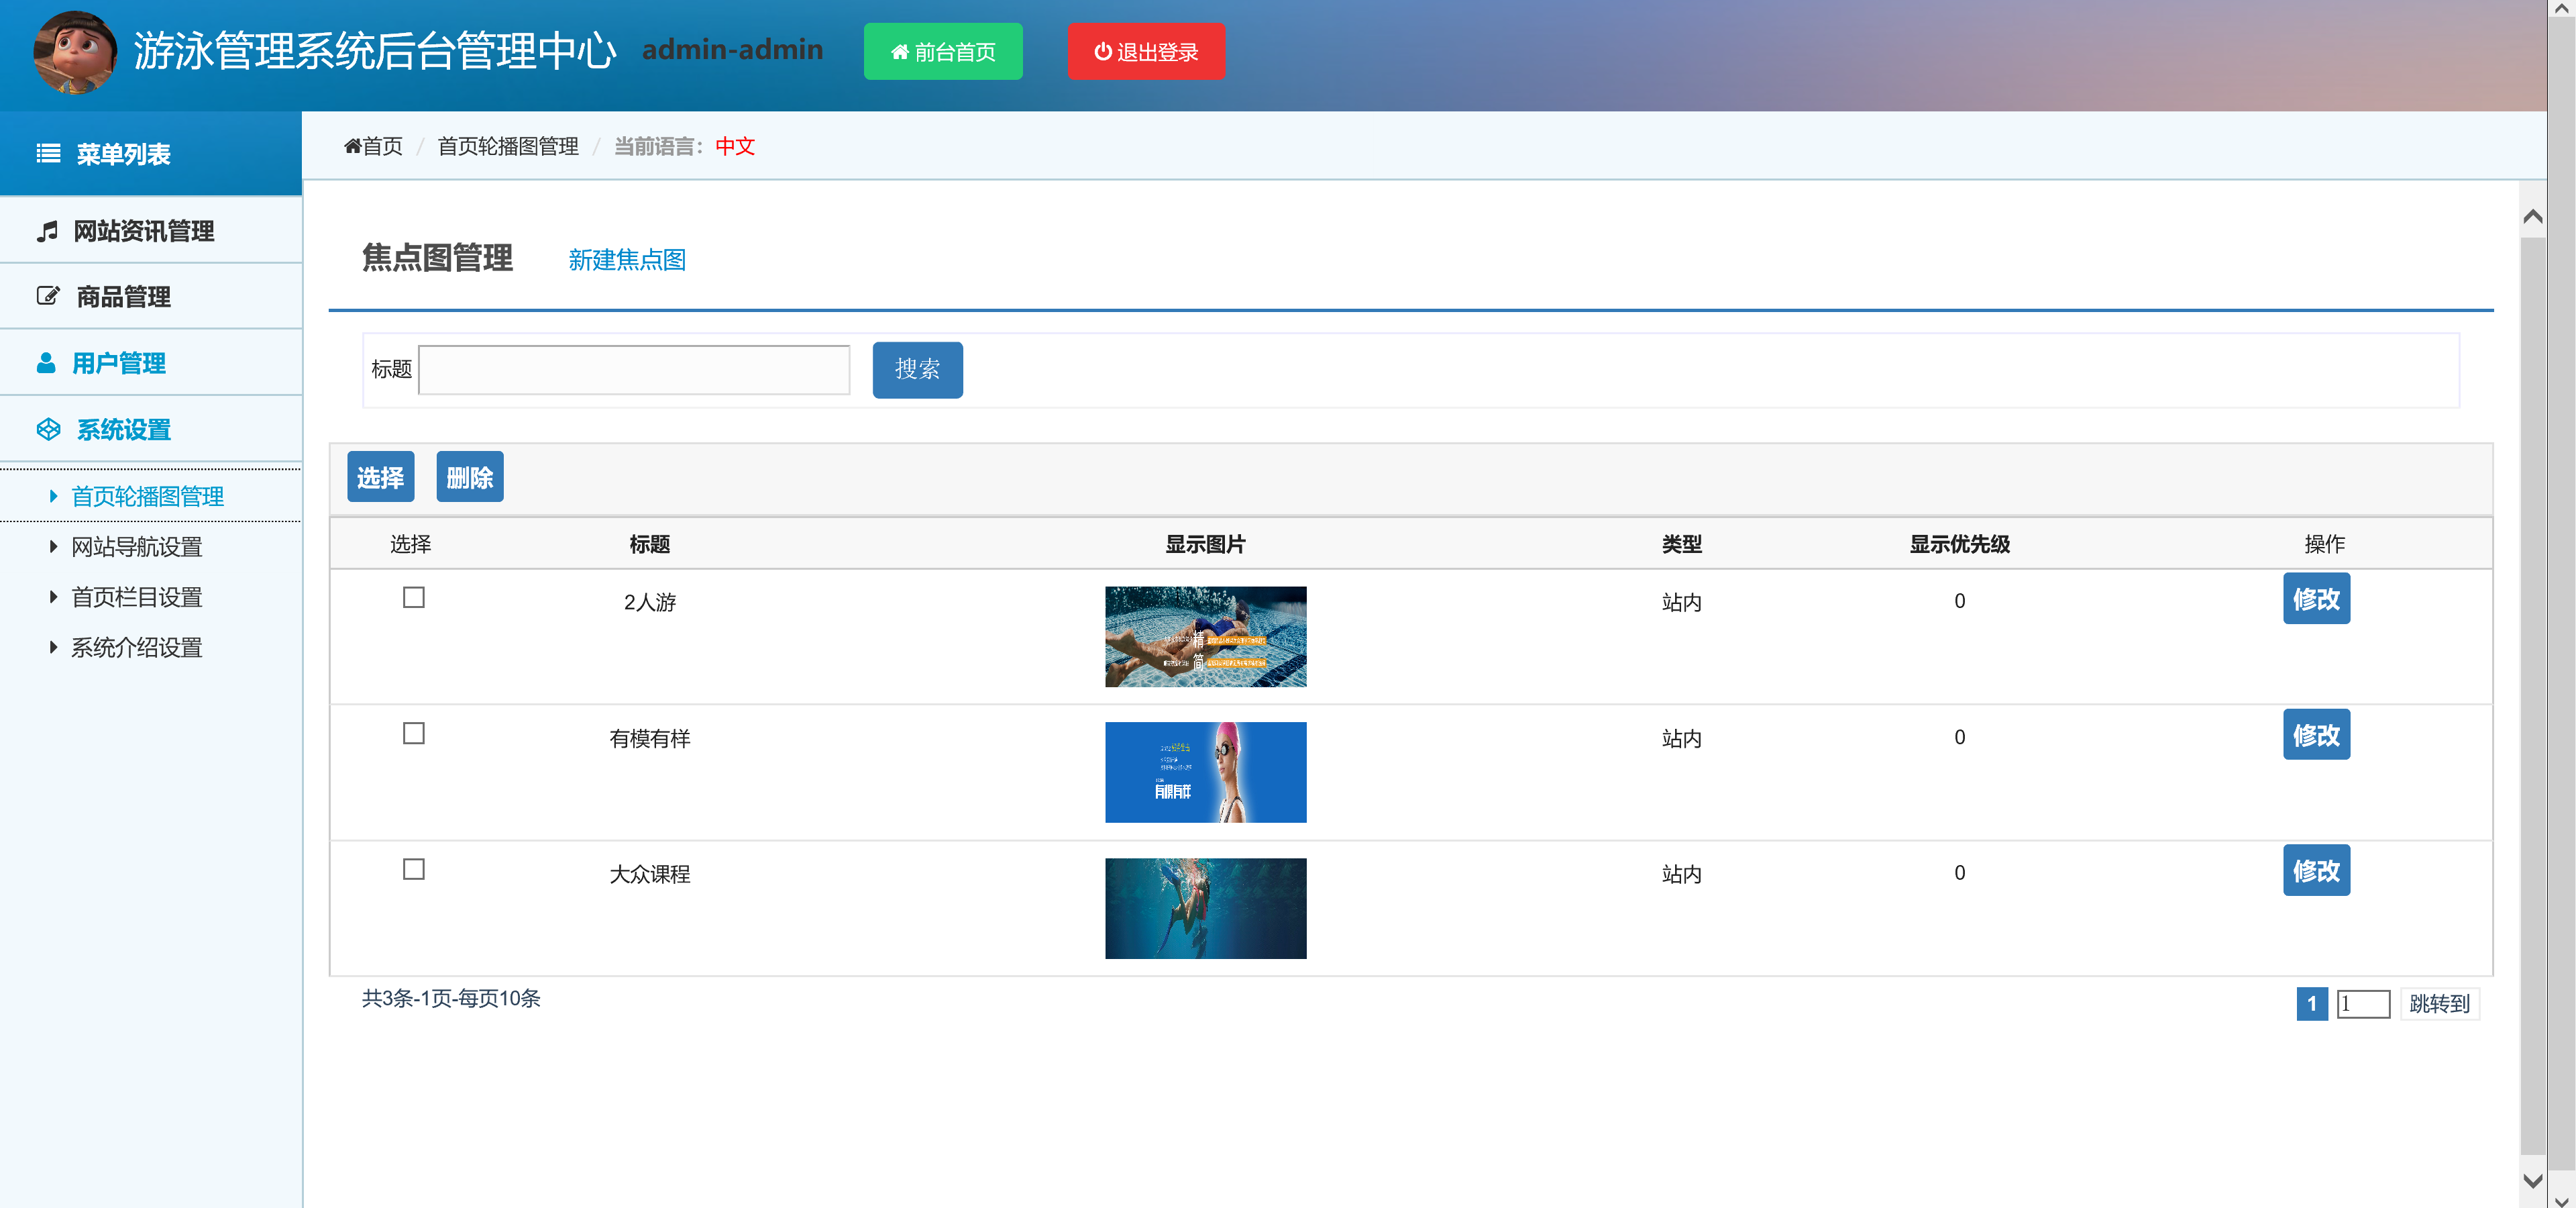 游泳管理系统后台管理中心 admin-admin 前台首页 退出登录
菜单列表
网站资讯管理
商品管理
用户管理
系统设置
首页轮播图管理
网站导航设置
首页栏目设置
系统介绍设置
首页 / 首页轮播图管理 / 当前语言：中文
焦点图管理 新建焦点图
标题 搜索
选择 删除
选择 标题 显示图片 类型 显示优先级 操作
2人游 站内 0 修改
精
简
有模有样 站内 0 修改
大众课程 站内 0 修改
共3条-1页-每页10条 1 1 跳转到